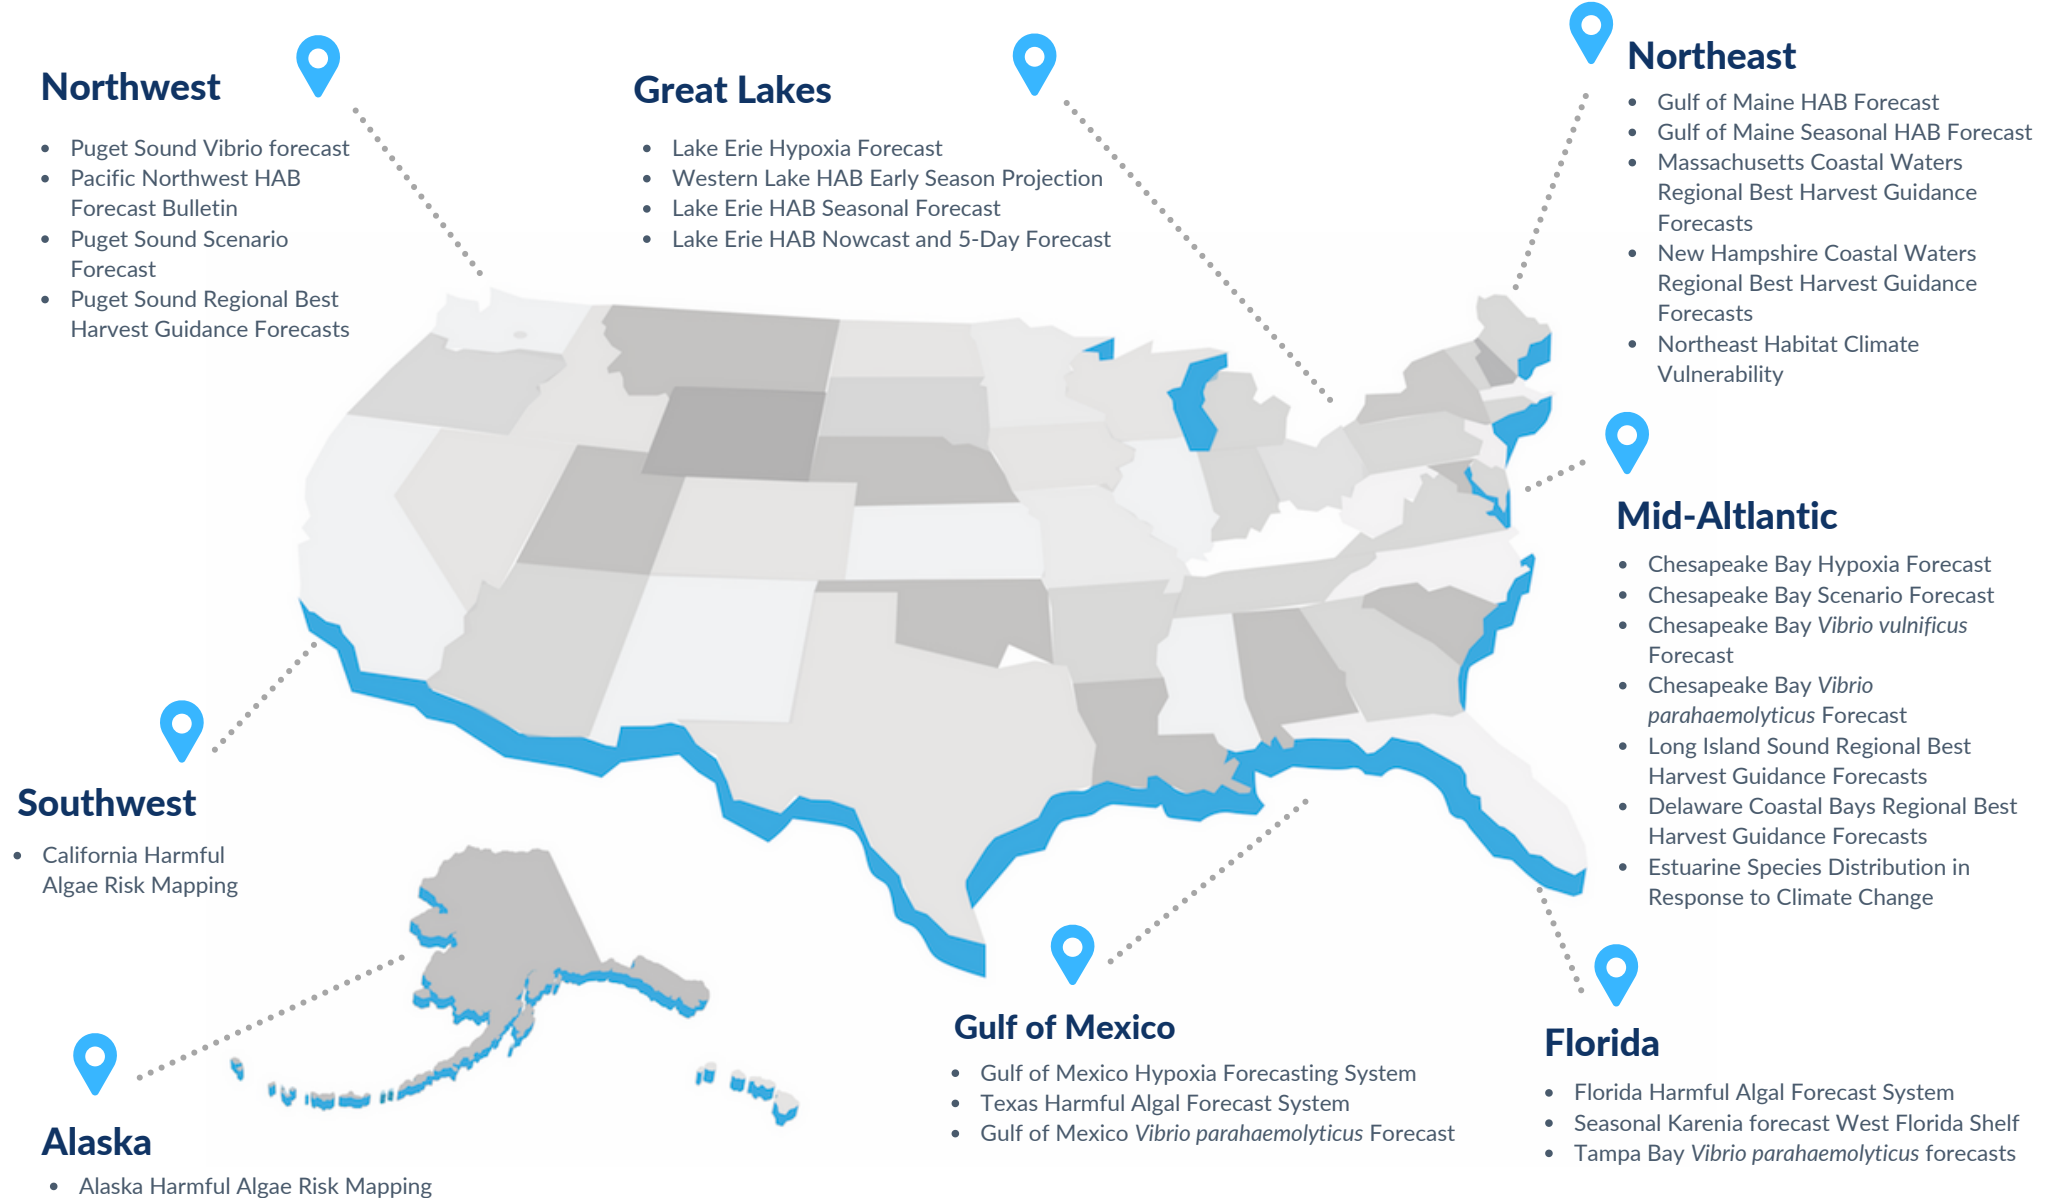 Northwest
• Puget Sound Vibrio forecast
• Pacific Northwest HAB
Forecast Bulletin
• Puget Sound Scenario
Forecast
• Puget Sound Regional Best
Harvest Guidance Forecasts
Great Lakes
• Lake Erie Hypoxia Forecast
• Western Lake HAB Early Season Projection
• Lake Erie HAB Seasonal Forecast
• Lake Erie HAB Nowcast and 5-Day Forecast
Northeast
• Gulf of Maine HAB Forecast
• Gulf of Maine Seasonal HAB Forecast
• Massachusetts Coastal Waters
Regional Best Harvest Guidance
Forecasts
• New Hampshire Coastal Waters
Regional Best Harvest Guidance
Forecasts
• Northeast Habitat Climate
Vulnerability
Mid-Altlantic
• Chesapeake Bay Hypoxia Forecast
• Chesapeake Bay Scenario Forecast
• Chesapeake Bay Vibrio vulnificus
Forecast
• Chesapeake Bay Vibrio
parahaemolyticus Forecast
• Long Island Sound Regional Best
Harvest Guidance Forecasts
• Delaware Coastal Bays Regional Best
Harvest Guidance Forecasts
• Estuarine Species Distribution in
Response to Climate Change
Southwest
• California Harmful
Algae Risk Mapping
Alaska
• Alaska Harmful Algae Risk Mapping
Gulf of Mexico
• Gulf of Mexico Hypoxia Forecasting System
• Texas Harmful Algal Forecast System
• Gulf of Mexico Vibrio parahaemolyticus Forecast
Florida
• Florida Harmful Algal Forecast System
• Seasonal Karenia forecast West Florida Shelf
• Tampa Bay Vibrio parahaemolyticus forecasts